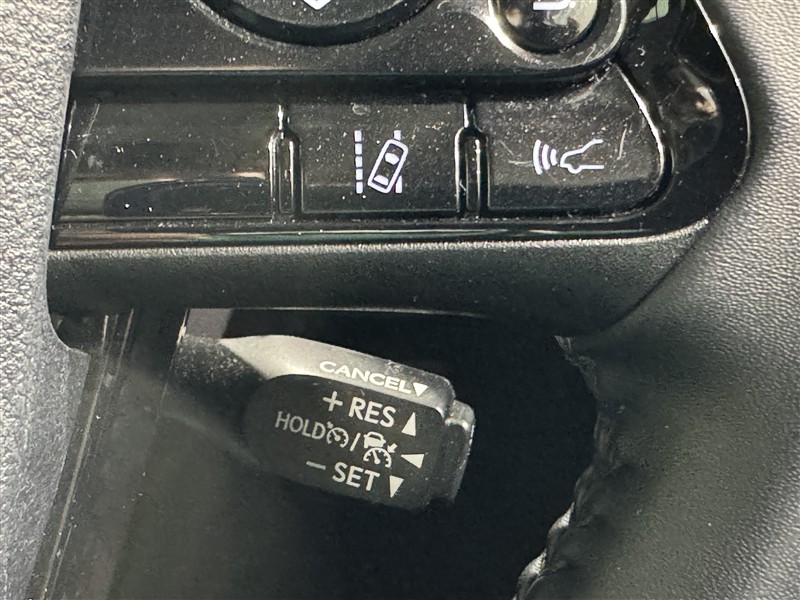 CANCEL▼
+ RES ▲
HOLD / ◀
− SET ▼